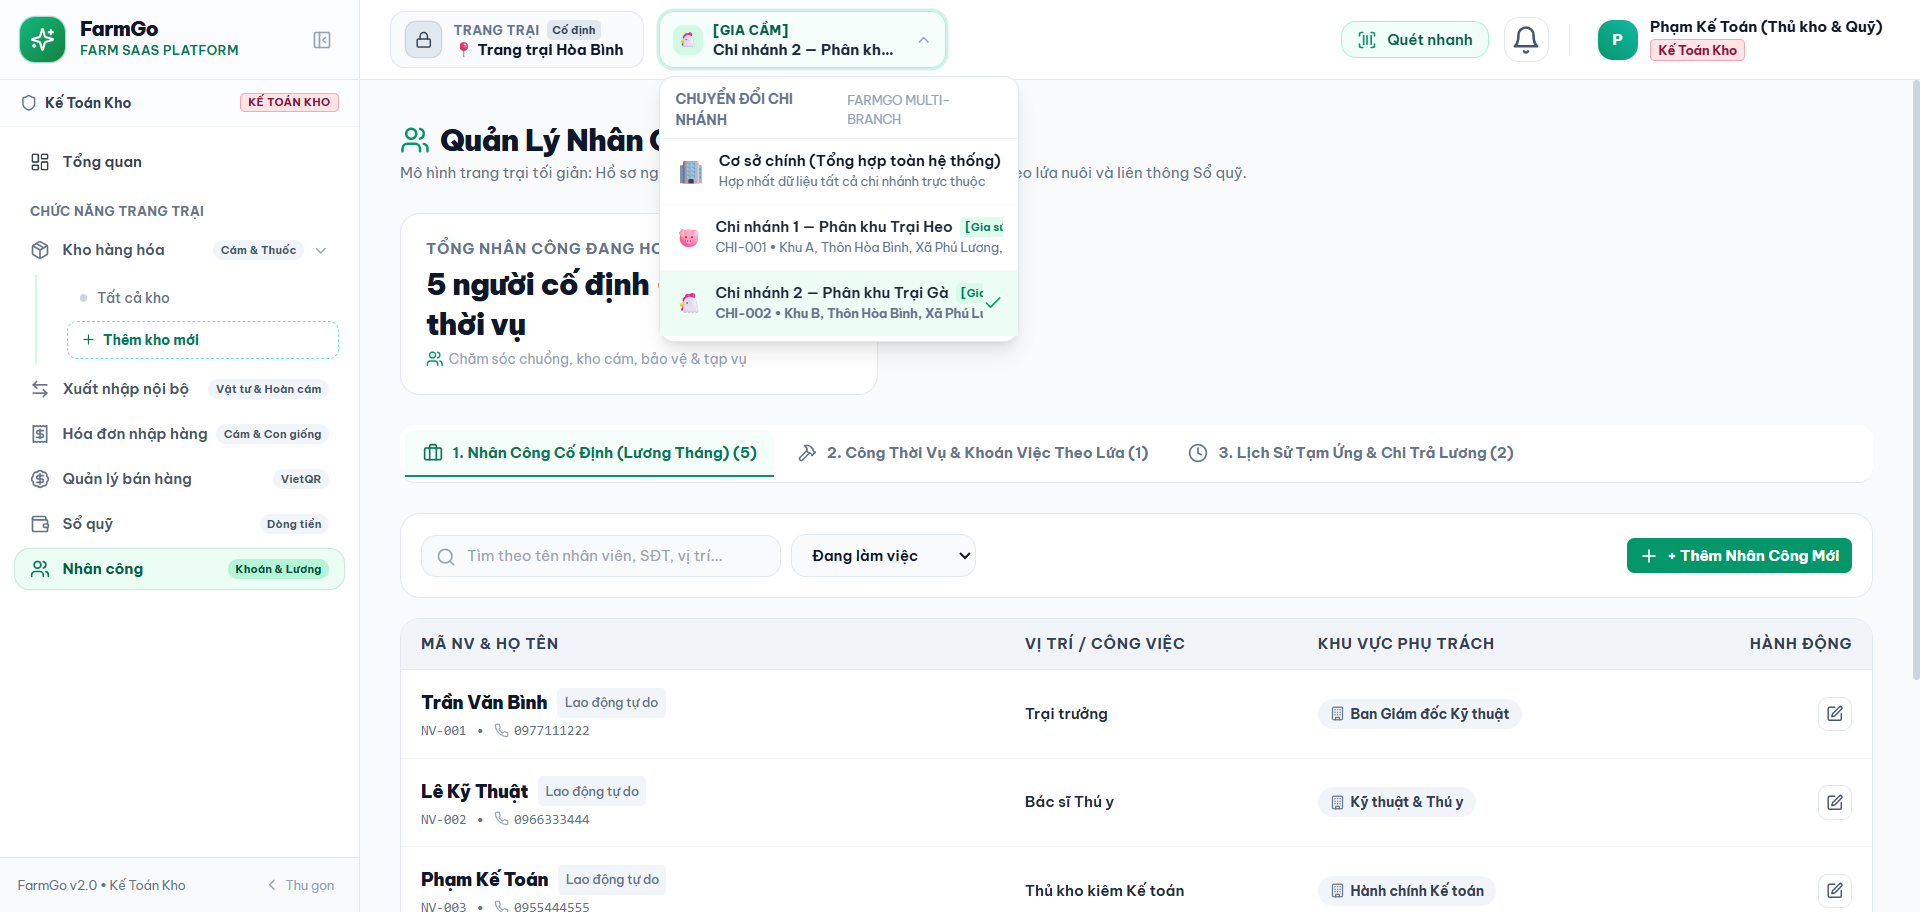 FarmGo
FARM SAAS PLATFORM
TRANG TRẠI Cố định
Trang trại Hòa Bình
[GIA CẦM]
Chi nhánh 2 — Phân kh...
Quét nhanh
P
Phạm Kế Toán (Thủ kho & Quỹ)
Kế Toán Kho
Kế Toán Kho
KẾ TOÁN KHO
Tổng quan
CHỨC NĂNG TRANG TRẠI
Kho hàng hóa
Cám & Thuốc
Tất cả kho
+ Thêm kho mới
Xuất nhập nội bộ
Vật tư & Hoàn cám
Hóa đơn nhập hàng
Cám & Con giống
Quản lý bán hàng
VietQR
Sổ quỹ
Dòng tiền
Nhân công
Khoán & Lương
FarmGo v2.0 • Kế Toán Kho
Thu gọn
CHUYỂN ĐỔI CHI NHÁNH
FARMGO MULTI-BRANCH
Cơ sở chính (Tổng hợp toàn hệ thống)
Hợp nhất dữ liệu tất cả chi nhánh trực thuộc
Chi nhánh 1 — Phân khu Trại Heo [Gia sú
CHI-001 • Khu A, Thôn Hòa Bình, Xã Phú Lương,
Chi nhánh 2 — Phân khu Trại Gà [Gia
CHI-002 • Khu B, Thôn Hòa Bình, Xã Phú Lư
Quản Lý Nhân
Mô hình trang trại tối giản: Hồ sơ ng
eo lứa nuôi và liên thông Sổ quỹ.
TỔNG NHÂN CÔNG ĐANG HO
5 người cố định
thời vụ
Chăm sóc chuồng, kho cám, bảo vệ & tạp vụ
1. Nhân Công Cố Định (Lương Tháng) (5)
2. Công Thời Vụ & Khoán Việc Theo Lứa (1)
3. Lịch Sử Tạm Ứng & Chi Trả Lương (2)
Tìm theo tên nhân viên, SĐT, vị trí...
Đang làm việc
+ Thêm Nhân Công Mới
MÃ NV & HỌ TÊN
VỊ TRÍ / CÔNG VIỆC
KHU VỰC PHỤ TRÁCH
HÀNH ĐỘNG
Trần Văn Bình Lao động tự do
NV-001 • 0977111222
Trại trưởng
Ban Giám đốc Kỹ thuật
Lê Kỹ Thuật Lao động tự do
NV-002 • 0966333444
Bác sĩ Thú y
Kỹ thuật & Thú y
Phạm Kế Toán Lao động tự do
NV-003 • 0955444555
Thủ kho kiêm Kế toán
Hành chính Kế toán